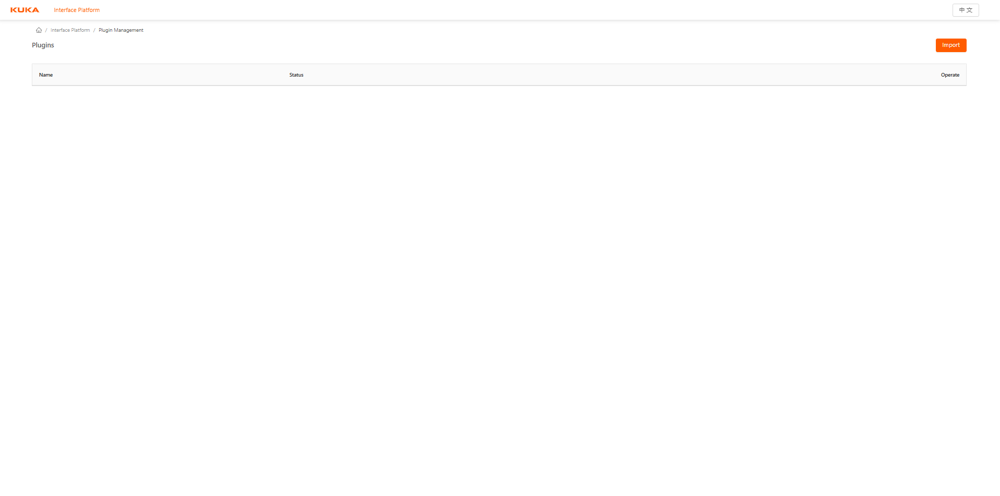 KUKA Interface Platform 中 文
/ Interface Platform / Plugin Management
Plugins Import
Name Status Operate